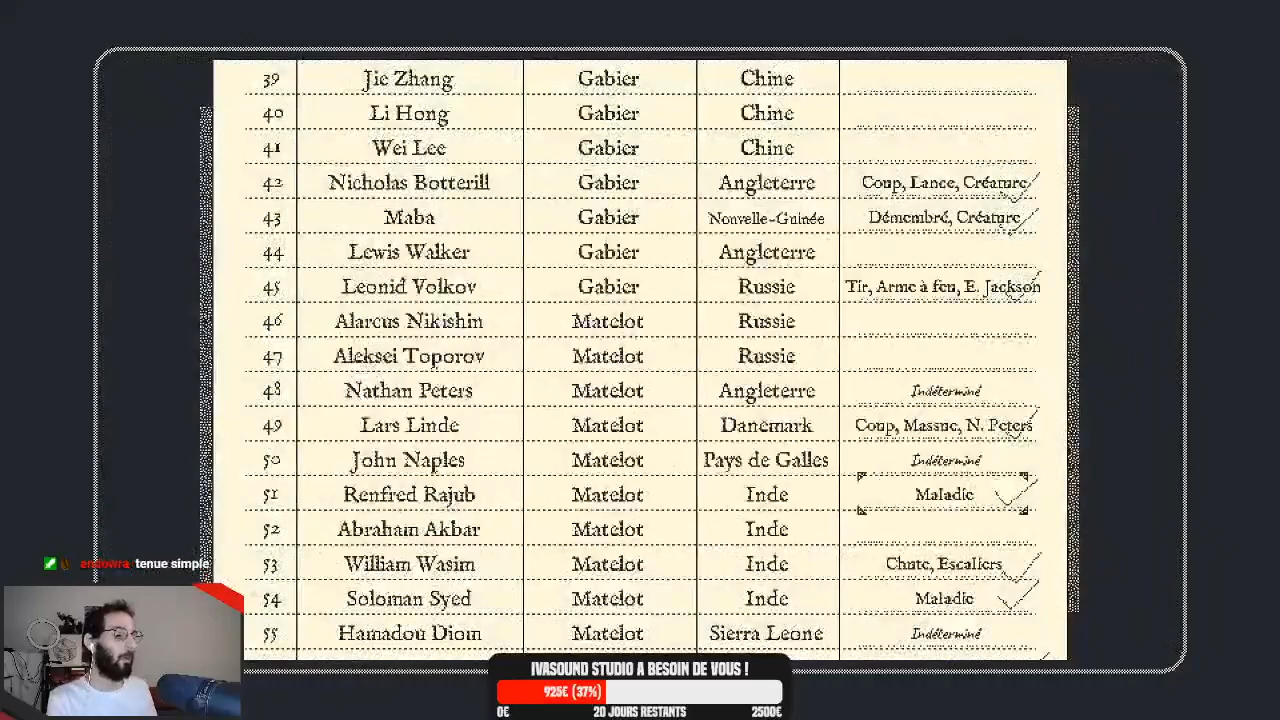 39 Jie Zhang Gabier Chine
40 Li Hong Gabier Chine
41 Wei Lee Gabier Chine
42 Nicholas Botterill Gabier Angleterre Coup, Lance, Créature
43 Maba Gabier Nouvelle-Guinée Démembré, Créature
44 Lewis Walker Gabier Angleterre
45 Leonid Volkov Gabier Russie Tir, Arme à feu, E. Jackson
46 Alarcus Nikishin Matelot Russie
47 Aleksei Toporov Matelot Russie
48 Nathan Peters Matelot Angleterre Indéterminé
49 Lars Linde Matelot Danemark Coup, Massue, N. Peters
50 John Naples Matelot Pays de Galles Indéterminé
51 Renfred Rajub Matelot Inde Maladie
52 Abraham Akbar Matelot Inde
53 William Wasim Matelot Inde Chute, Escaliers
54 Soloman Syed Matelot Inde Maladie
55 Hamadou Diom Matelot Sierra Leone Indéterminé
endowra tenue simple
IVASOUND STUDIO A BESOIN DE VOUS !
925€ (37%)
0€ 20 JOURS RESTANTS 2500€